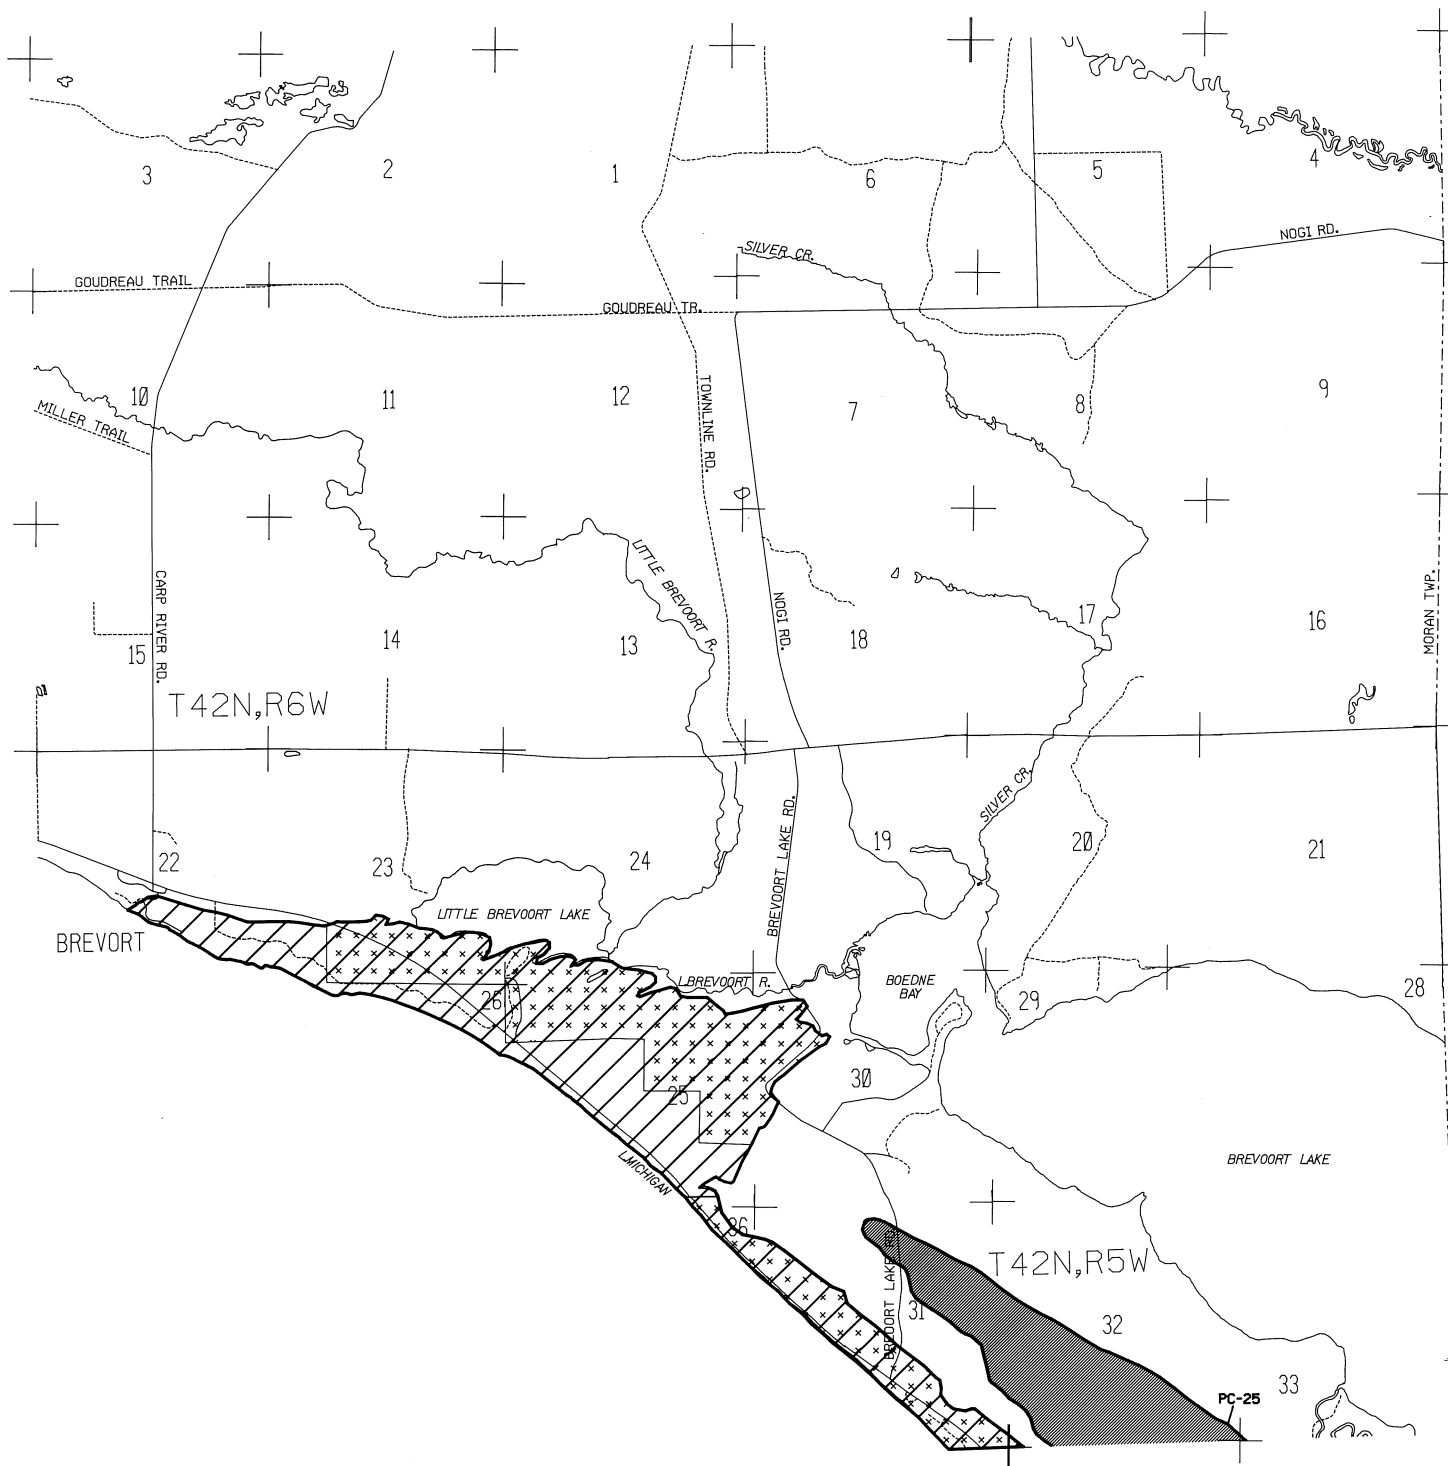 3
2
1
6
5
4
NOGI RD.
SILVER CR.
GOUDREAU TRAIL
GOUDREAU TR.
10
11
12
7
8
9
MILLER TRAIL
TOWNLINE RD.
LITTLE BREVOORT R.
NOGI RD.
CARP RIVER RD.
MORAN TWP.
15
14
13
18
17
16
T42N,R6W
SILVER CR.
BREVOORT LAKE RD.
22
23
24
19
20
21
LITTLE BREVOORT LAKE
BREVORT
L.BREVOORT R.
BOEDNE
BAY
26
29
28
30
25
L.MICHIGAN
BREVOORT LAKE
36
BREVOORT LAKE RD.
T42N,R5W
31
32
33
PC-25